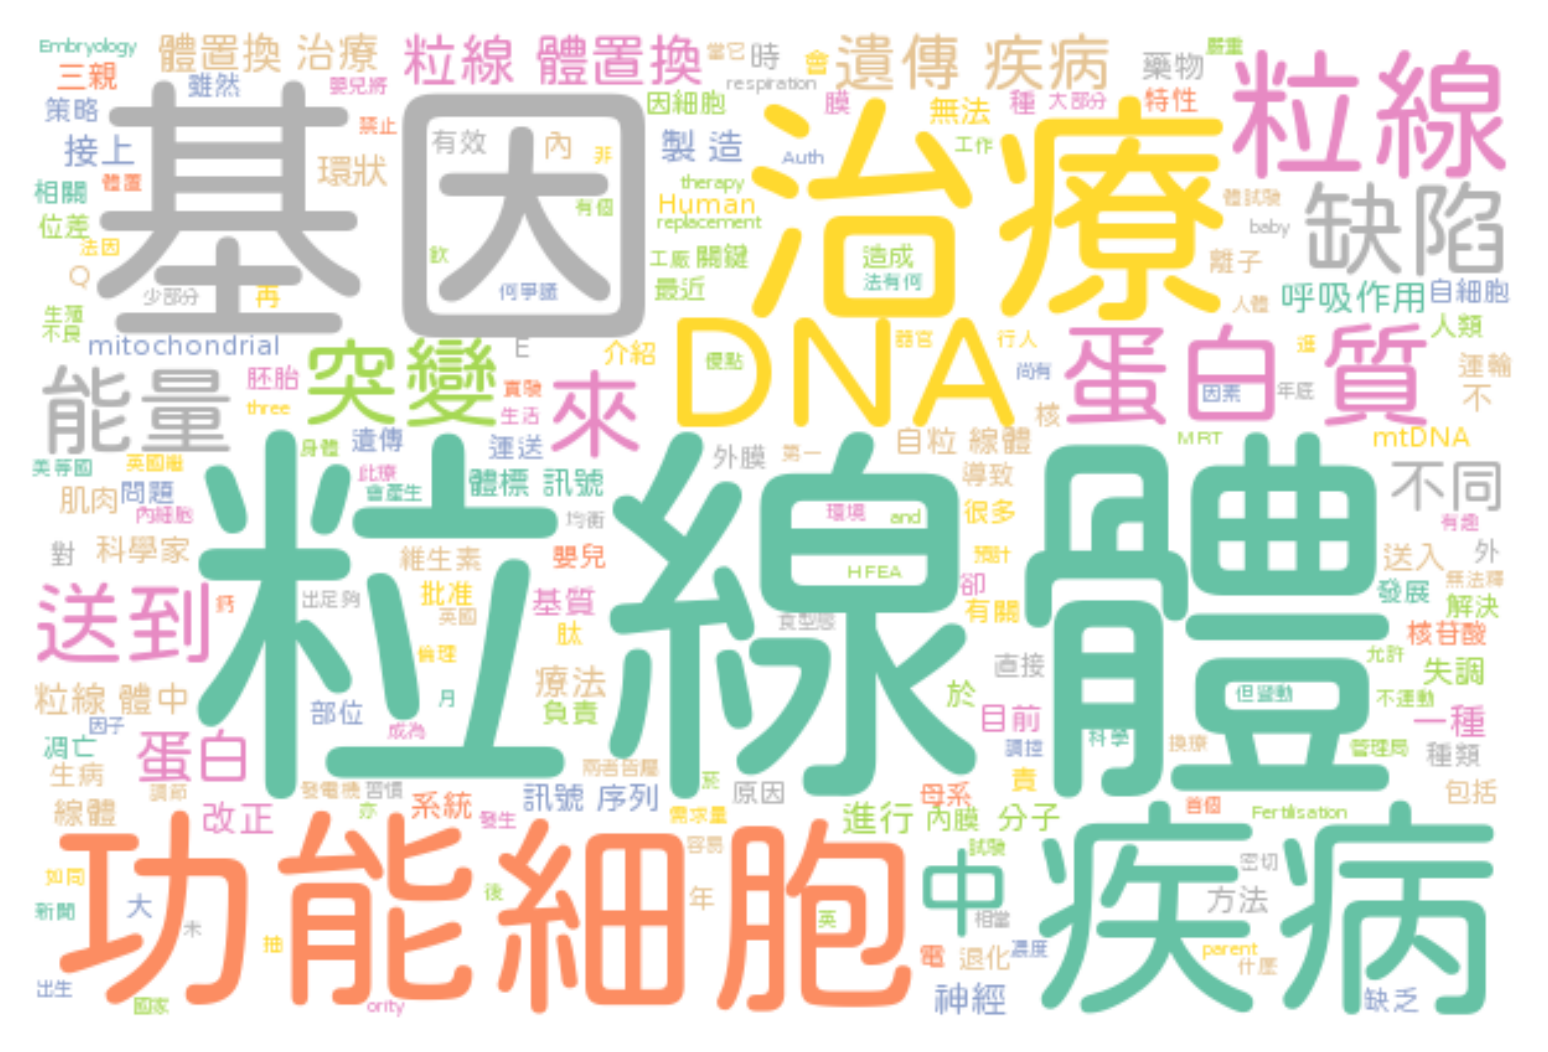 Embryology
體置換 治療
粒線 體置換
當它
時
會
遺傳 疾病
嚴重
三親
雖然
嬰兒將
respiration
藥物
粒線
策略
因細胞
膜
無法
種
大部分
特性
基因
治療
禁止
有效
內
非
製造
Auth
工作
接上
環狀
相關
體置
therapy
Human
體試驗
缺陷
位差
有個
replacement
baby
法因
欽
工廠
關鍵
造成
離子
Q
少部分
再
何爭議
最近
法有何
人體
呼吸作用
自細胞
生殖
不良
mitochondrial
突變
E
介紹
DNA
優點
器官
行人
蛋白質
人類
能量
胚胎
實驗
來
尚有
因素
年底
運輸
不
three
生活
核
身體
遺傳
運送
外膜
第一
自粒 線體
MRT
mtDNA
美等國
英國繼
此療
會產生
體標 訊號
導致
不同
肌肉
問題
內細胞
粒線體
均衡
環境
and
很多
有趣
對
科學家
維生素
嬰兒
HFEA
預計
送入
外
送到
鈣
出足夠
批准
英國
基質
卻
有關
發展
無法釋
解決
倫理
肽
核苷酸
粒線 體中
月
療法
直接
允許
失調
部位
負責
於
但靈動
不運動
因子
成為
目前
一種
凋亡
蛋白
調控
科學
換療
管理局
種類
生病
兩者皆屬
調節
發電機
習慣
訊號 序列
原因
母系
責
包括
線體
改正
亦
系統
發生
需求量
進行
內膜
分子
首個
Fertilisation
功能
細胞
容易
中
試驗
疾病
密切
如同
後
年
方法
新聞
大
未
英
相當
抽
電
退化
濃度
parent
什麼
出生
國家
ority
神經
缺乏